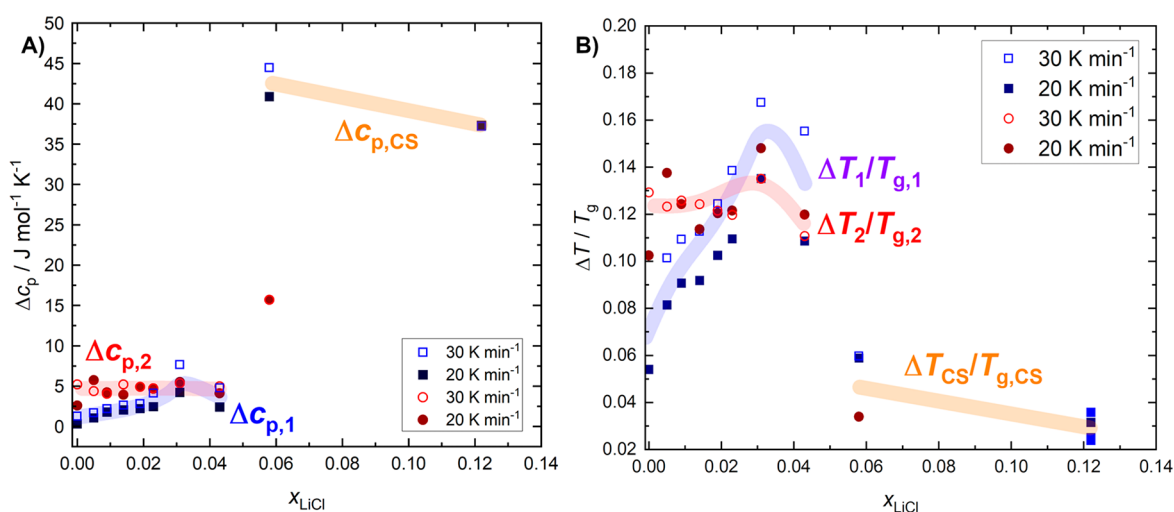 A)
50
45
40
35
30
25
20
15
10
5
0
Δcp / J mol⁻¹ K⁻¹
Δcp,CS
Δcp,2
Δcp,1
30 K min⁻¹
20 K min⁻¹
30 K min⁻¹
20 K min⁻¹
0.00 0.02 0.04 0.06 0.08 0.10 0.12 0.14
xLiCl
B)
0.20
0.18
0.16
0.14
0.12
0.10
0.08
0.06
0.04
0.02
ΔT / Tg
30 K min⁻¹
20 K min⁻¹
30 K min⁻¹
20 K min⁻¹
ΔT1/Tg,1
ΔT2/Tg,2
ΔTCS/Tg,CS
0.00 0.02 0.04 0.06 0.08 0.10 0.12 0.14
xLiCl